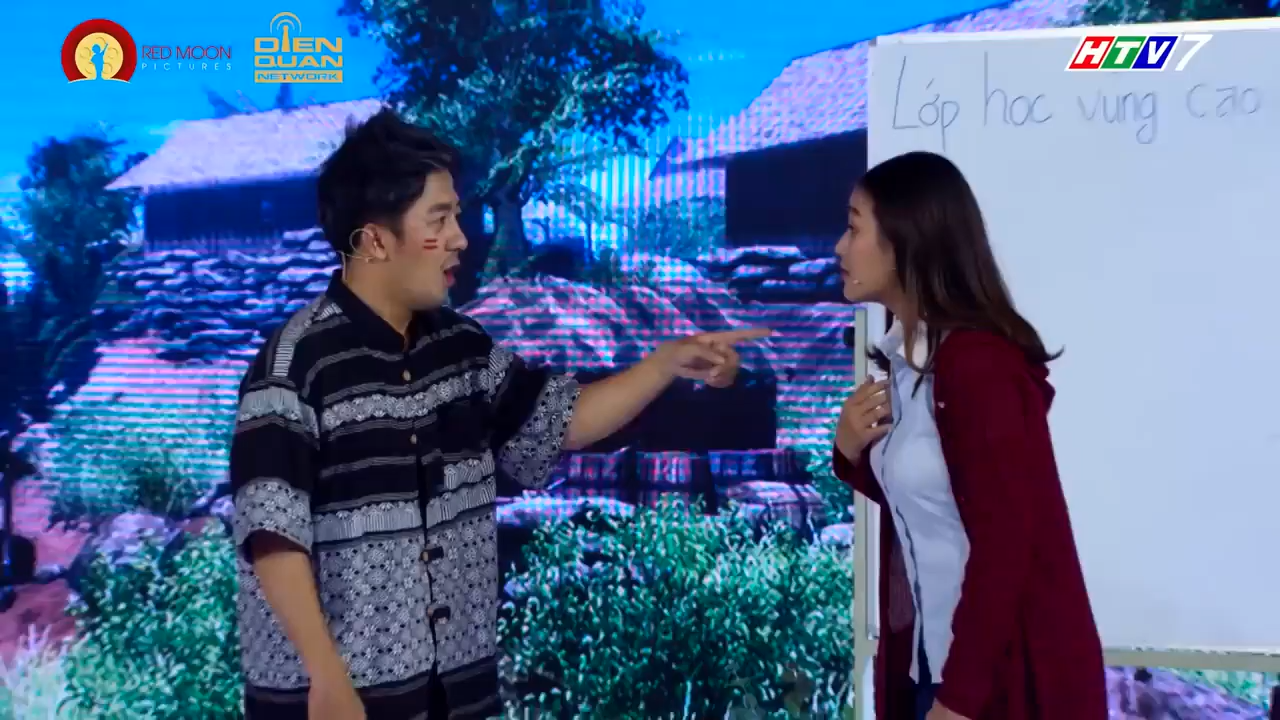 RED MOON
PICTURES
DIEN
QUAN
NETWORK
HTV7
Lớp học vùng cao